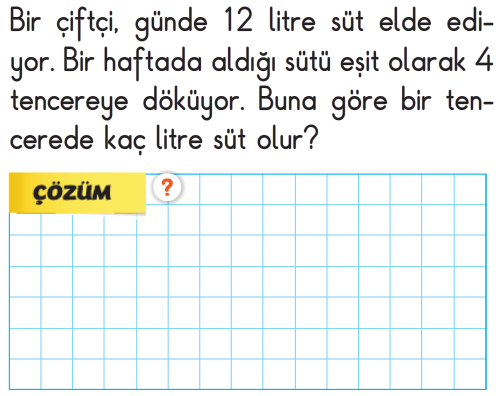 Bir çiftçi, günde 12 litre süt elde edi-
yor. Bir haftada aldığı sütü eşit olarak 4
tencereye döküyor. Buna göre bir ten-
cerede kaç litre süt olur?
ÇÖZÜM ?